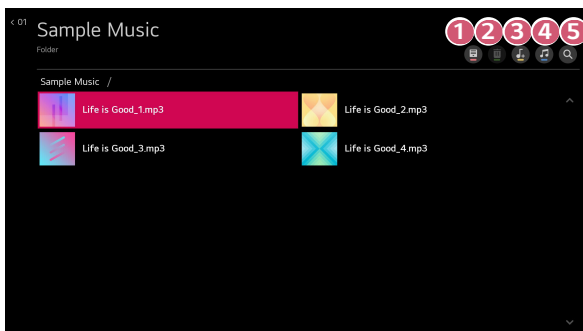 < 01
Sample Music
Folder
1 2 3 4 5
Sample Music /
Life is Good_1.mp3
Life is Good_2.mp3
Life is Good_3.mp3
Life is Good_4.mp3